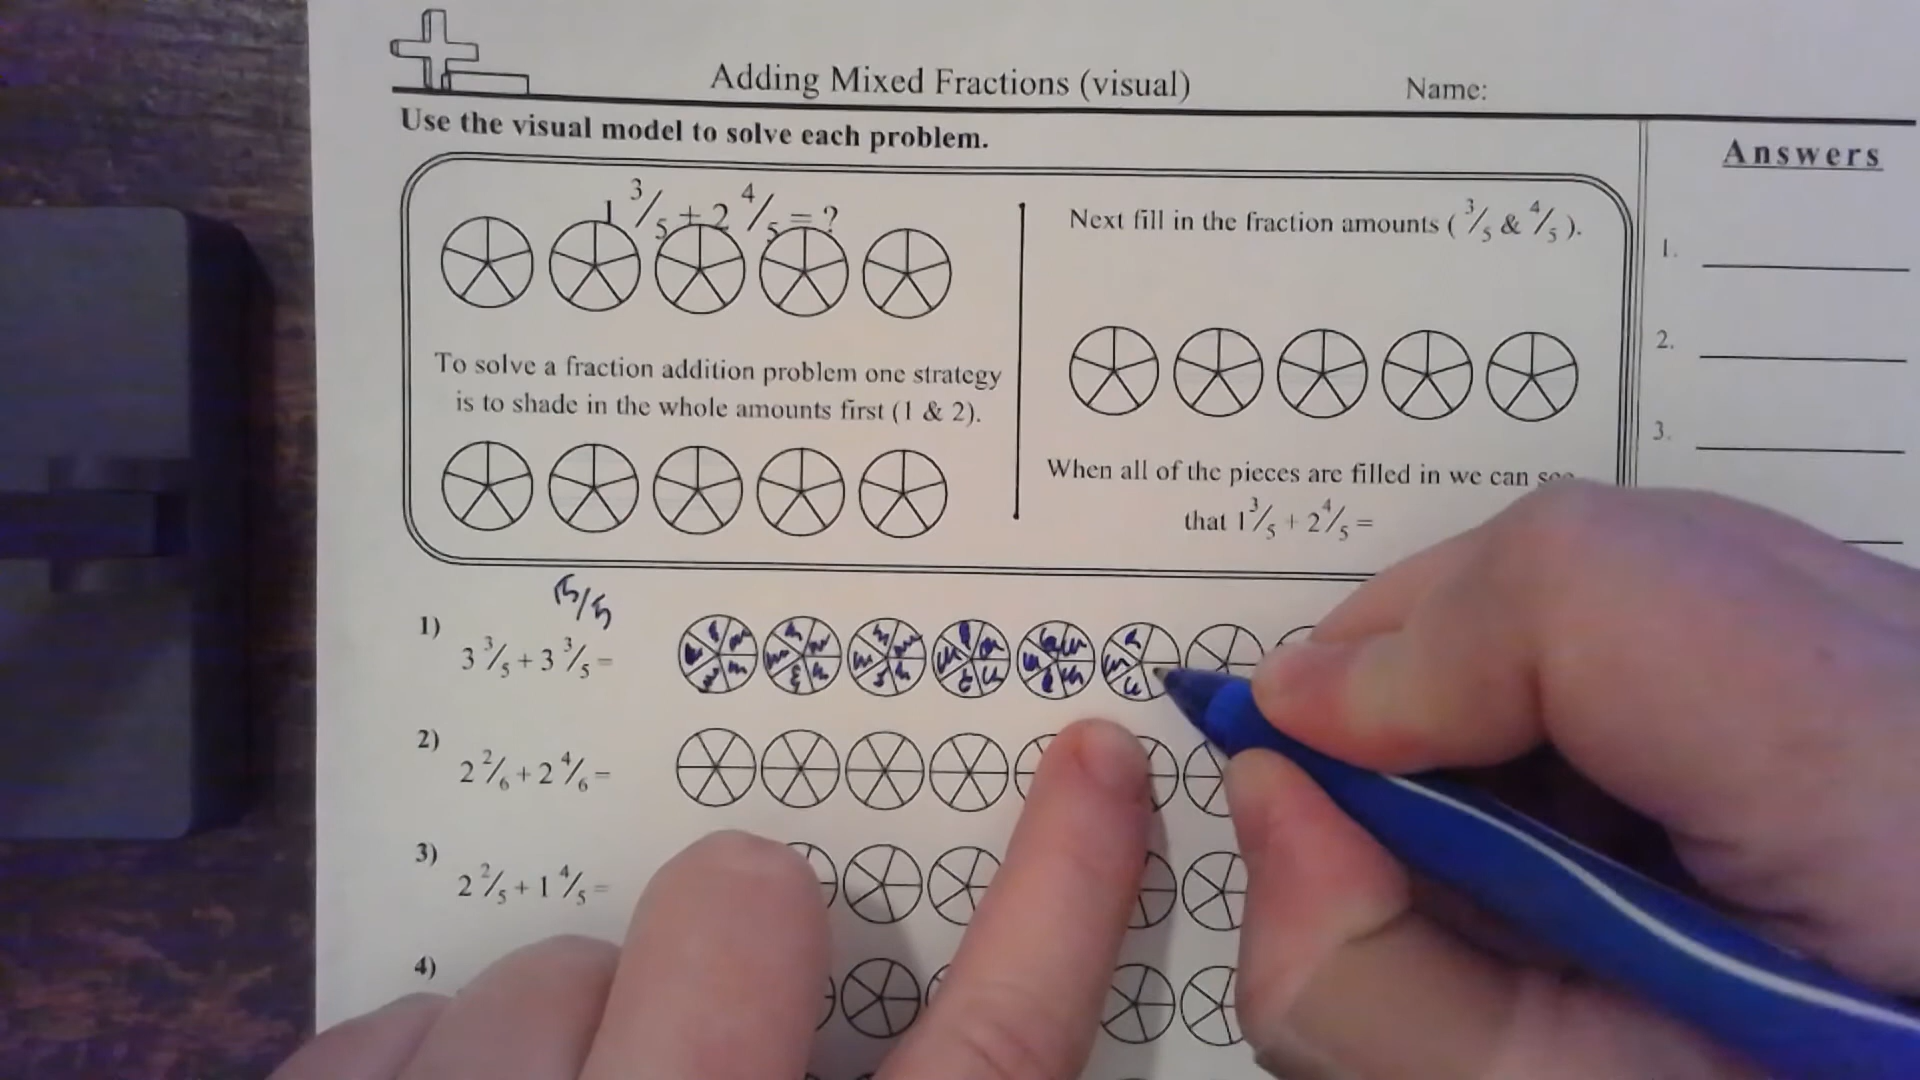 Adding Mixed Fractions (visual)
Name:
Use the visual model to solve each problem.
Answers
1 3/5 + 2 4/5 = ?
To solve a fraction addition problem one strategy
is to shade in the whole amounts first (1 & 2).
Next fill in the fraction amounts ( 3/5 & 4/5 ).
When all of the pieces are filled in we can
that 1 3/5 + 2 4/5 =
1.
2.
3.
5/5
1) 3 3/5 + 3 3/5 =
2) 2 2/6 + 2 4/6 =
3) 2 2/5 + 1 4/5 =
4)